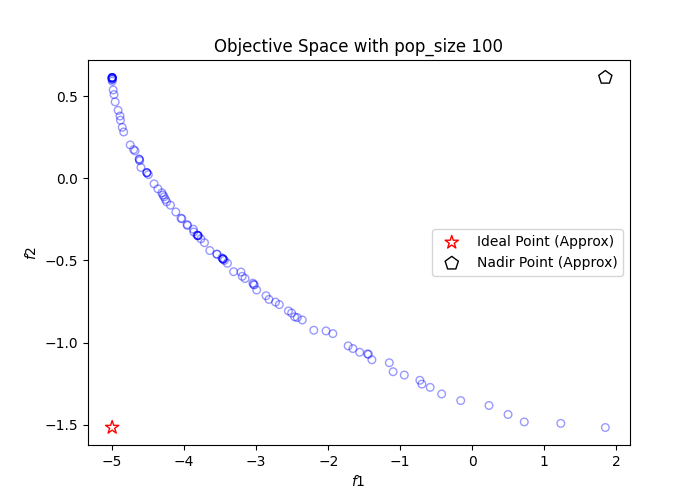 Objective Space with pop_size 100
f2
0.5
0.0
−0.5
−1.0
−1.5
Ideal Point (Approx)
Nadir Point (Approx)
−5
−4
−3
−2
−1
0
1
2
f1